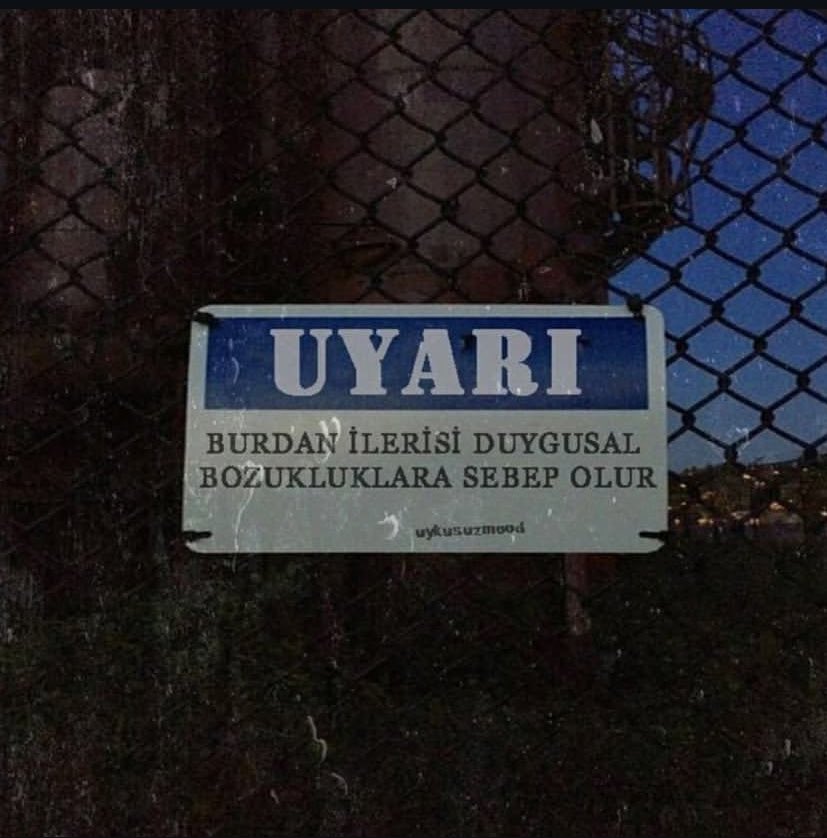 UYARI
BURDAN İLERİSİ DUYGUSAL
BOZUKLUKLARA SEBEP OLUR
uykusuzmood